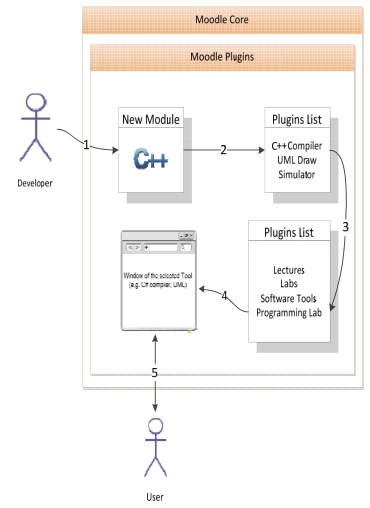 Moodle Core
Moodle Plugins
New Module
C++
Plugins List
C++Compiler
UML Draw
Simulator
1
2
Developer
3
Plugins List
Lectures
Labs
Software Tools
Programming Lab
Window of the selected Tool
(e.g. C# compiler, UML)
4
5
User